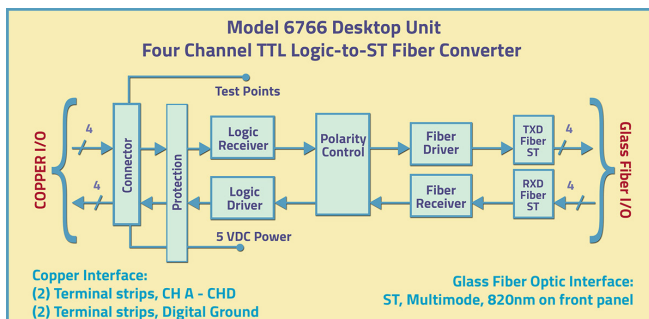 Model 6766 Desktop Unit
Four Channel TTL Logic-to-ST Fiber Converter
Test Points
COPPER I/O
4
4
Connector
Protection
Logic
Receiver
Logic
Driver
Polarity
Control
Fiber
Driver
Fiber
Receiver
TXD
Fiber
ST
RXD
Fiber
ST
4
4
Glass Fiber I/O
5 VDC Power
Copper Interface:
(2) Terminal strips, CH A - CHD
(2) Terminal strips, Digital Ground
Glass Fiber Optic Interface:
ST, Multimode, 820nm on front panel